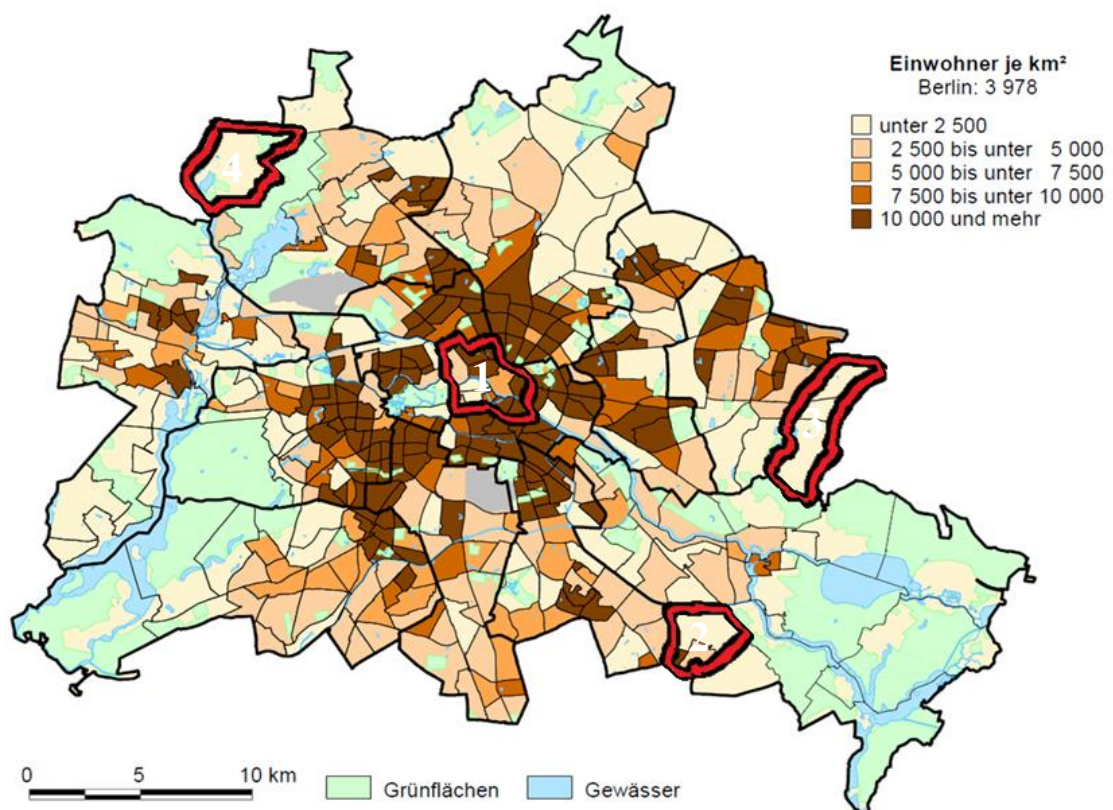 Einwohner je km²
Berlin: 3 978
unter 2 500
2 500 bis unter 5 000
5 000 bis unter 7 500
7 500 bis unter 10 000
10 000 und mehr
4
1
3
2
0 5 10 km
Grünflächen
Gewässer